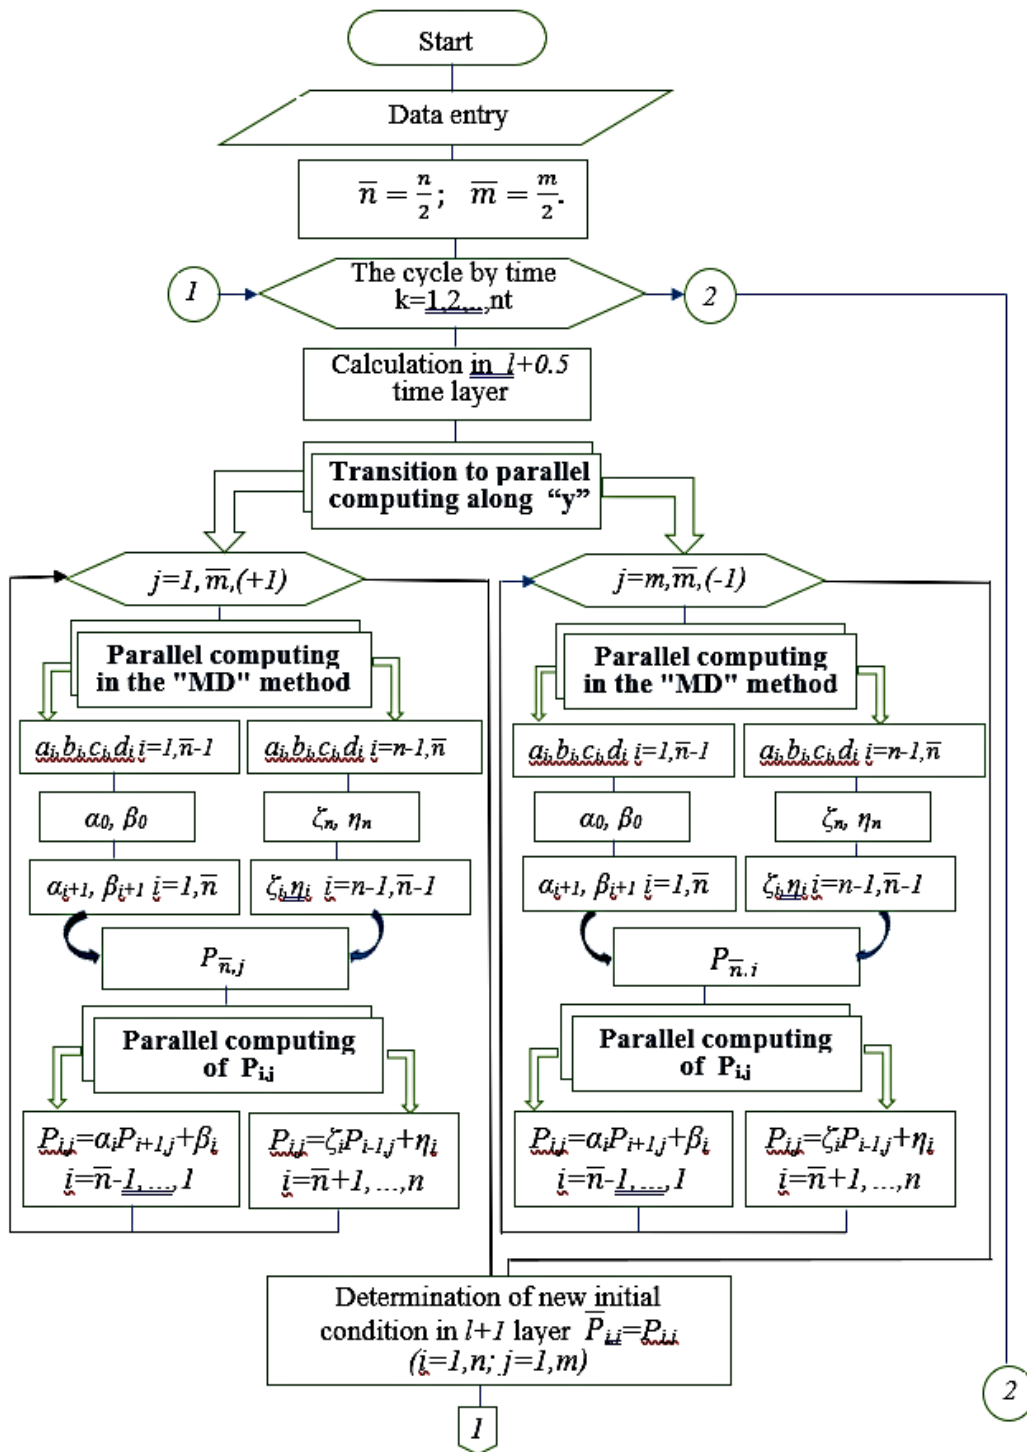 Start
Data entry
n̅ = n/2; m̅ = m/2.
The cycle by time
k=1,2,..,nt
1
2
Calculation in l+0.5
time layer
Transition to parallel
computing along “y”
j=1, m̅,(+1)
j=m,m̅,(-1)
Parallel computing
in the "MD" method
Parallel computing
in the "MD" method
aᵢ,bᵢ,cᵢ,dᵢ i=1,n̅-1
aᵢ,bᵢ,cᵢ,dᵢ i=n-1,n̅
aᵢ,bᵢ,cᵢ,dᵢ i=1,n̅-1
aᵢ,bᵢ,cᵢ,dᵢ i=n-1,n̅
α₀, β₀
ζₙ, ηₙ
α₀, β₀
ζₙ, ηₙ
αᵢ₊₁, βᵢ₊₁ i=1,n̅
ζᵢ,ηᵢ i=n-1,n̅-1
αᵢ₊₁, βᵢ₊₁ i=1,n̅
ζᵢ,ηᵢ i=n-1,n̅-1
P n̅,j
P n̅.i
Parallel computing
of Pi,j
Parallel computing
of Pi,j
Pi,j=αiPi+1,j+βi
i=n̅-1,...,1
Pi,j=ζiPi-1,j+ηi
i=n̅+1, ...,n
Pi,j=αiPi+1,j+βi
i=n̅-1,...,1
Pi,j=ζiPi-1,j+ηi
i=n̅+1, ...,n
Determination of new initial
condition in l+1 layer P̅i,j=Pi,j
(i=1,n; j=1,m)
2
1